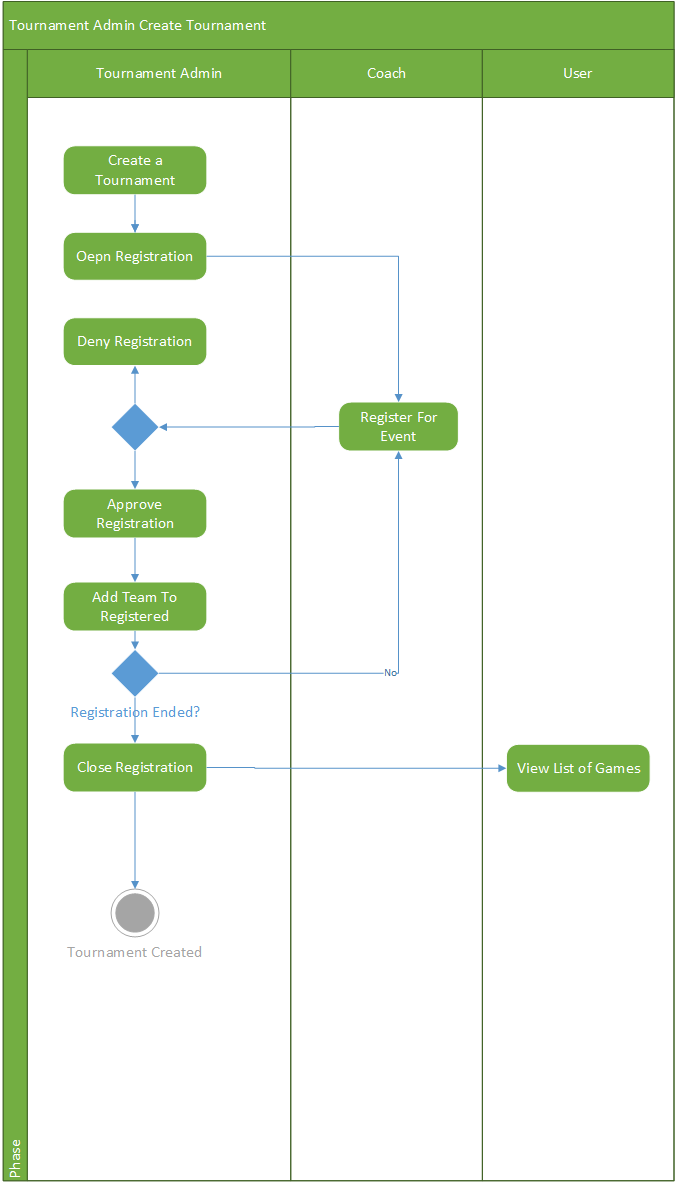 Tournament Admin Create Tournament
Tournament Admin
Coach
User
Create a
Tournament
Oepn Registration
Deny Registration
Register For
Event
Approve
Registration
Add Team To
Registered
No
Registration Ended?
Close Registration
View List of Games
Tournament Created
Phase